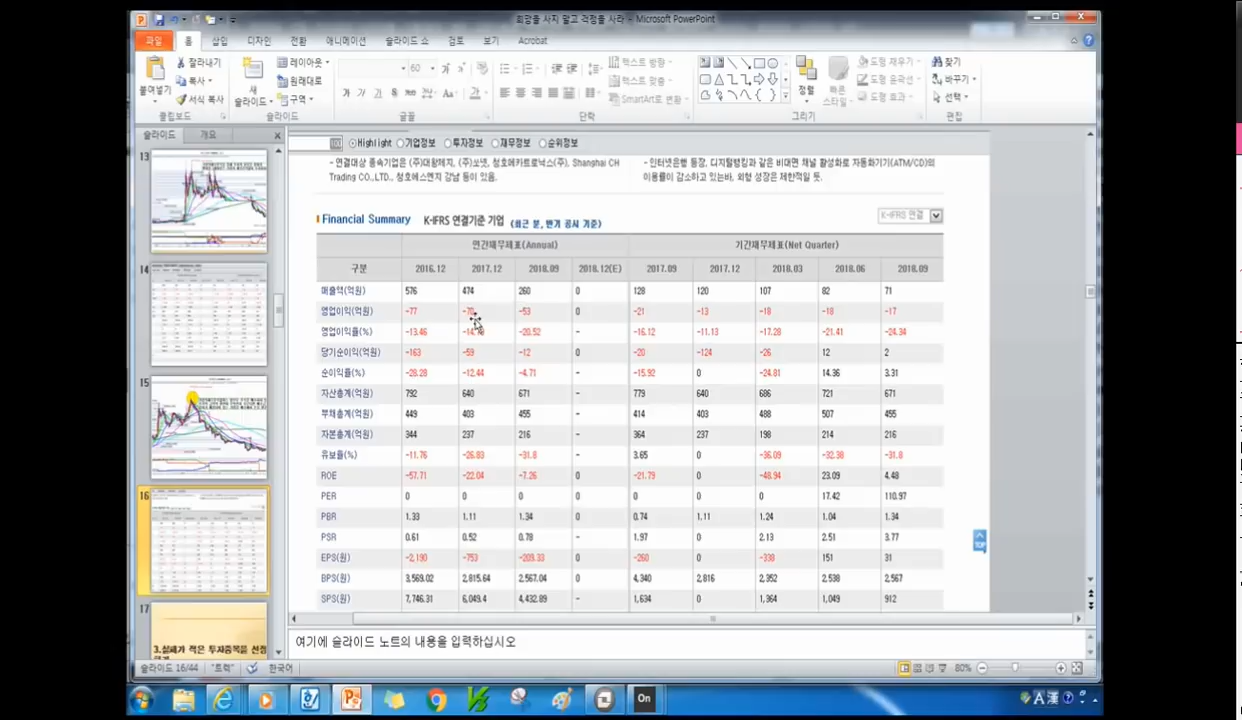 희망을 사지 말고 걱정을 사라 - Microsoft PowerPoint
파일 홈 삽입 디자인 전환 애니메이션 슬라이드 쇼 검토 보기 Acrobat
붙여넣기 잘라내기 복사 서식 복사 클립보드
새 슬라이드 레이아웃 원래대로 구역 슬라이드
60
글꼴
텍스트 방향 텍스트 맞춤 SmartArt로 변환 단락
정렬 빠른 스타일 도형 채우기 도형 윤곽선 도형 효과 그리기
찾기 바꾸기 선택 편집
슬라이드 개요
13
14
15
16
17
3.실패가 적은 투자종목을 선정
Highlight 기업정보 투자정보 재무정보 순위정보
- 연결대상 종속기업은 (주)대왕제지, (주)쏘넷, 청호메카트로닉스(주), Shanghai CH
Trading CO.,LTD., 청호에스엔지 강남 등이 있음.
- 인터넷은행 등장, 디지털뱅킹과 같은 비대면 채널 활성화로 자동화기기(ATM/CD)의
이용률이 감소하고 있는바, 외형 성장은 제한적일 듯.
Financial Summary K-IFRS 연결기준 기업 (최근 분, 반기 공시 기준)
K-IFRS 연결
구분 연간재무제표(Annual) 기간재무제표(Net Quarter)
2016.12 2017.12 2018.09 2018.12(E) 2017.09 2017.12 2018.03 2018.06 2018.09
매출액(억원) 576 474 260 0 128 120 107 82 71
영업이익(억원) -77 -53 0 -21 -13 -18 -18 -17
영업이익률(%) -13.46 -20.52 - -16.12 -11.13 -17.28 -21.41 -24.34
당기순이익(억원) -163 -59 -12 0 -20 -124 -26 12 2
순이익률(%) -28.28 -12.44 -4.71 - -15.92 0 -24.81 14.36 3.31
자산총계(억원) 792 640 671 - 779 640 686 721 671
부채총계(억원) 449 403 455 - 414 403 488 507 455
자본총계(억원) 344 237 216 - 364 237 198 214 216
유보율(%) -11.76 -26.83 -31.8 - 3.65 0 -36.09 -32.38 -31.8
ROE -57.71 -22.04 -7.26 0 -21.79 0 -48.94 23.09 4.48
PER 0 0 0 0 0 0 0 17.42 110.97
PBR 1.33 1.11 1.34 0 0.74 1.11 1.24 1.04 1.34
PSR 0.61 0.52 0.78 - 1.97 0 2.13 2.51 3.77
EPS(원) -2,190 -753 -209.33 0 -260 0 -338 151 31
BPS(원) 3,569.02 2,815.64 2,567.04 0 4,340 2,816 2,352 2,538 2,567
SPS(원) 7,746.31 6,049.4 4,432.89 - 1,634 0 1,364 1,049 912
TOP
여기에 슬라이드 노트의 내용을 입력하십시오
슬라이드 16/44 "트렉" 한국어 80%
On
A 漢